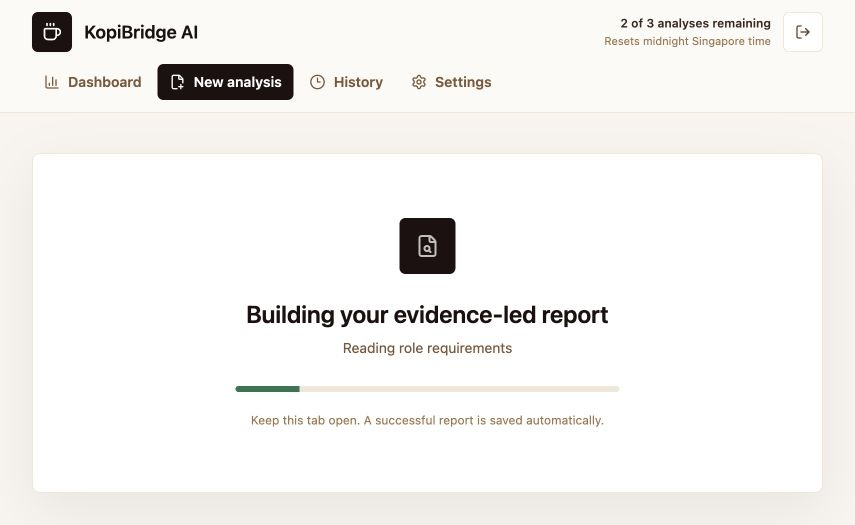 KopiBridge AI
2 of 3 analyses remaining
Resets midnight Singapore time
Dashboard
New analysis
History
Settings
Building your evidence-led report
Reading role requirements
Keep this tab open. A successful report is saved automatically.